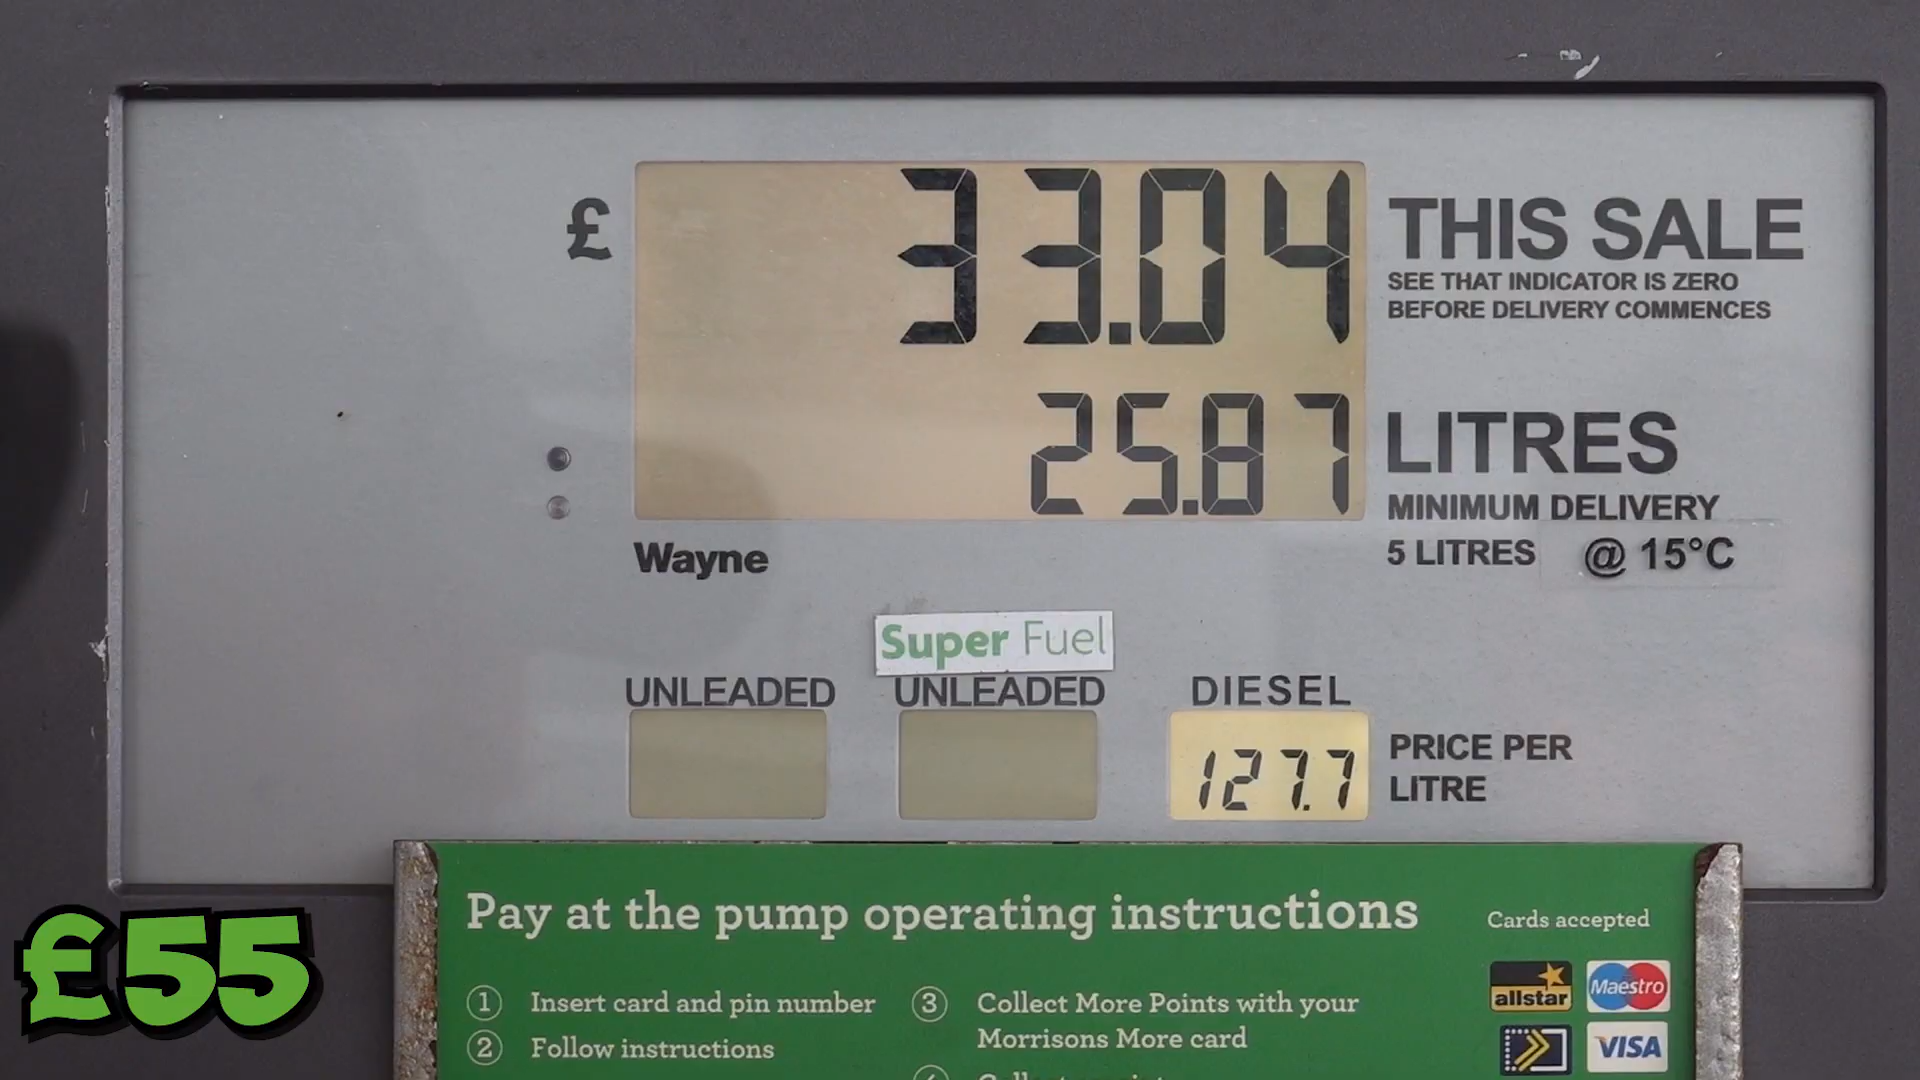 £ 33.04 THIS SALE
SEE THAT INDICATOR IS ZERO
BEFORE DELIVERY COMMENCES
25.87 LITRES
MINIMUM DELIVERY
5 LITRES @ 15°C
Wayne
Super Fuel
UNLEADED UNLEADED DIESEL
127.7 PRICE PER
LITRE
Pay at the pump operating instructions
Cards accepted
1 Insert card and pin number
2 Follow instructions
3 Collect More Points with your
Morrisons More card
allstar Maestro
VISA
£55